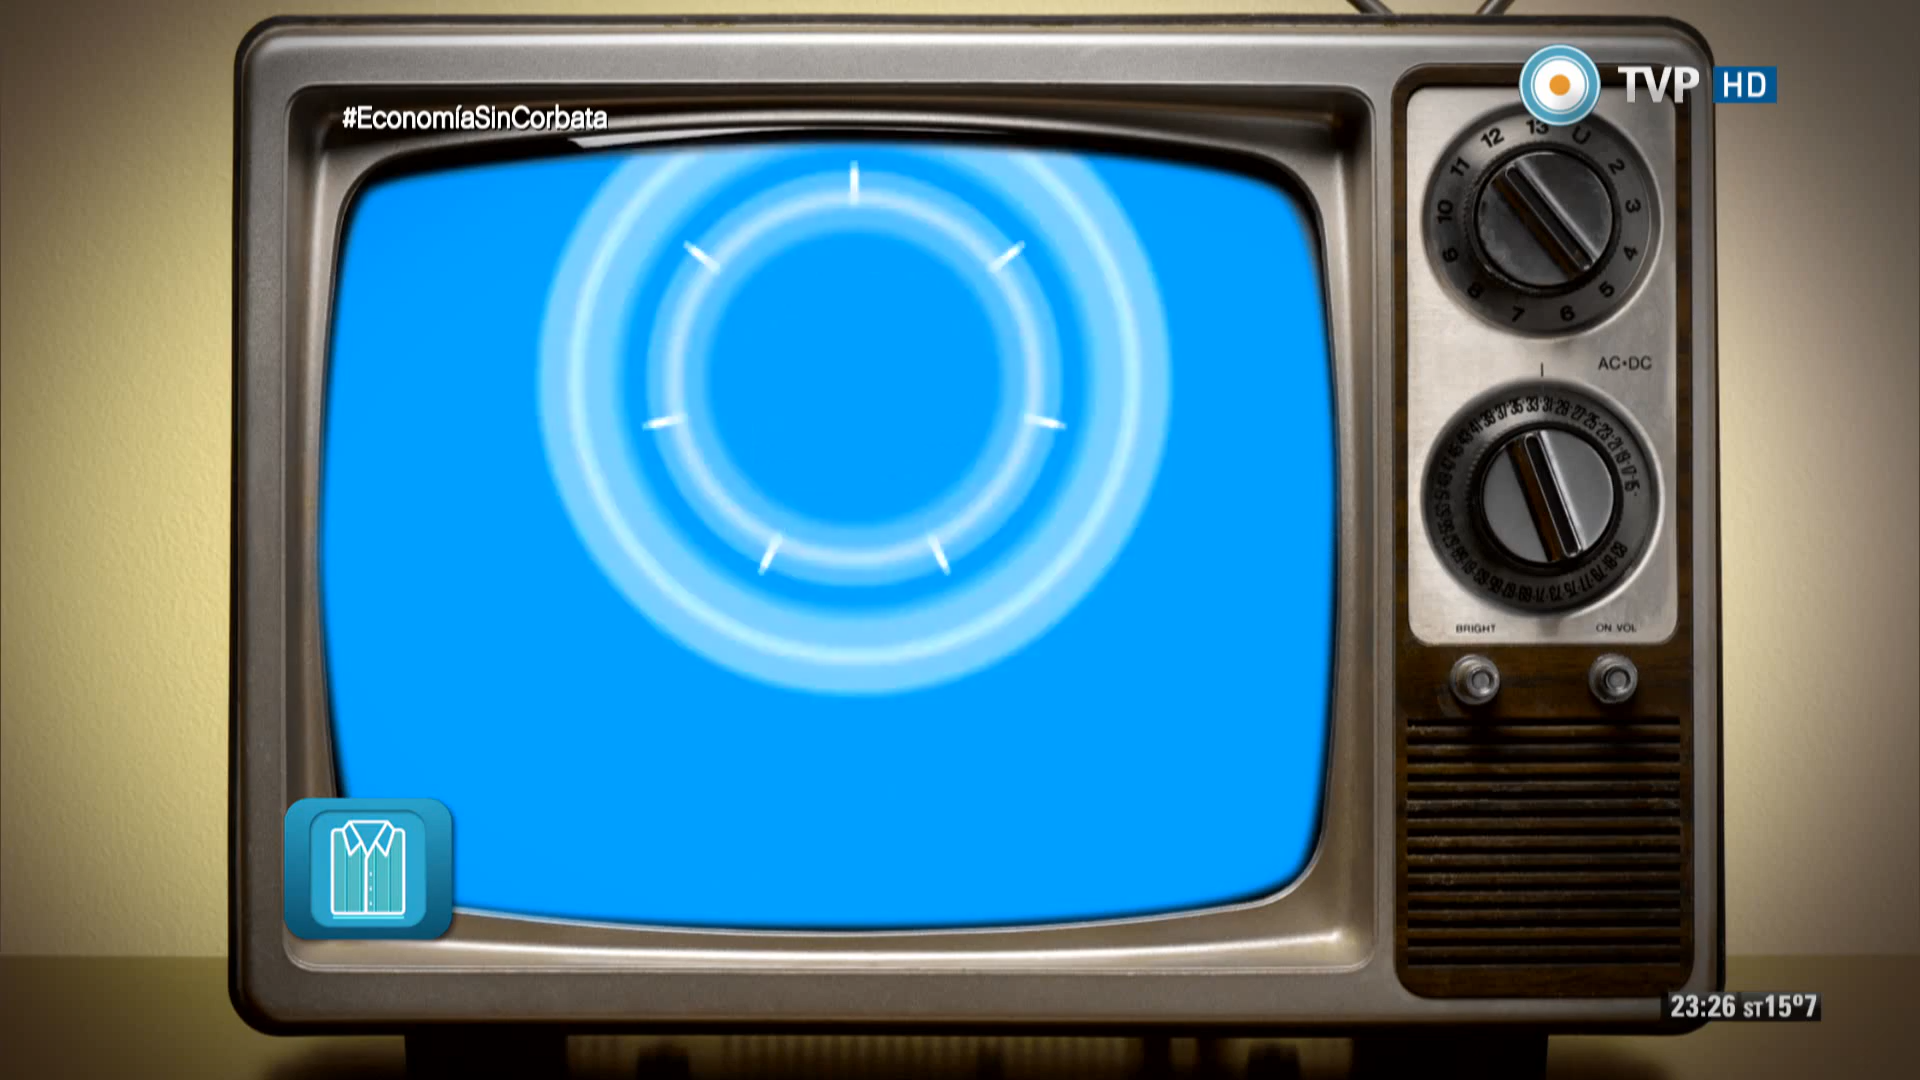 #EconomíaSinCorbata
TVP HD
12 13 U 2 3 4 5 6 7 8 9 10 11
AC•DC
BRIGHT
ON VOL
23:26 ST15º7